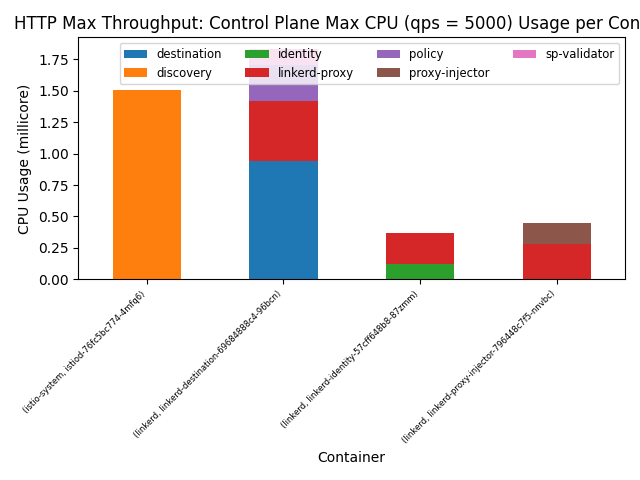 HTTP Max Throughput: Control Plane Max CPU (qps = 5000) Usage per Con
destination
discovery
identity
linkerd-proxy
policy
proxy-injector
sp-validator
CPU Usage (millicore)
1.75
1.50
1.25
1.00
0.75
0.50
0.25
0.00
(istio-system, istiod-76fc5bc774-4mfq6)
(linkerd, linkerd-destination-69684888c4-96bcn)
(linkerd, linkerd-identity-57cff648b8-87zmm)
(linkerd, linkerd-proxy-injector-796448c7f5-nnvbc)
Container